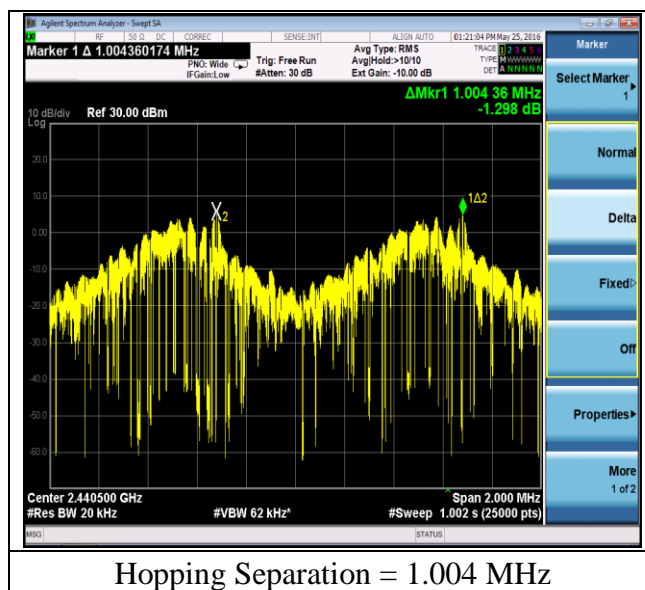 Agilent Spectrum Analyzer - Swept SA
RF 50 Ω DC CORREC SENSE:INT ALIGN AUTO 01:21:04 PM May 25, 2016
Marker 1 Δ 1.004360174 MHz
PNO: Wide
IFGain:Low
Trig: Free Run
#Atten: 30 dB
Avg Type: RMS
Avg|Hold:>10/10
Ext Gain: -10.00 dB
TRACE 1 2 3 4 5 6
TYPE MWWWWW
DET A N N N N N
ΔMkr1 1.004 36 MHz
-1.298 dB
10 dB/div Ref 30.00 dBm
Log
20.0
10.0
0.00
-10.0
-20.0
-30.0
-40.0
-50.0
-60.0
2
1Δ2
Center 2.440500 GHz Span 2.000 MHz
#Res BW 20 kHz #VBW 62 kHz* #Sweep 1.002 s (25000 pts)
MSG STATUS
Marker
Select Marker
1
Normal
Delta
Fixed
Off
Properties
More
1 of 2
Hopping Separation = 1.004 MHz